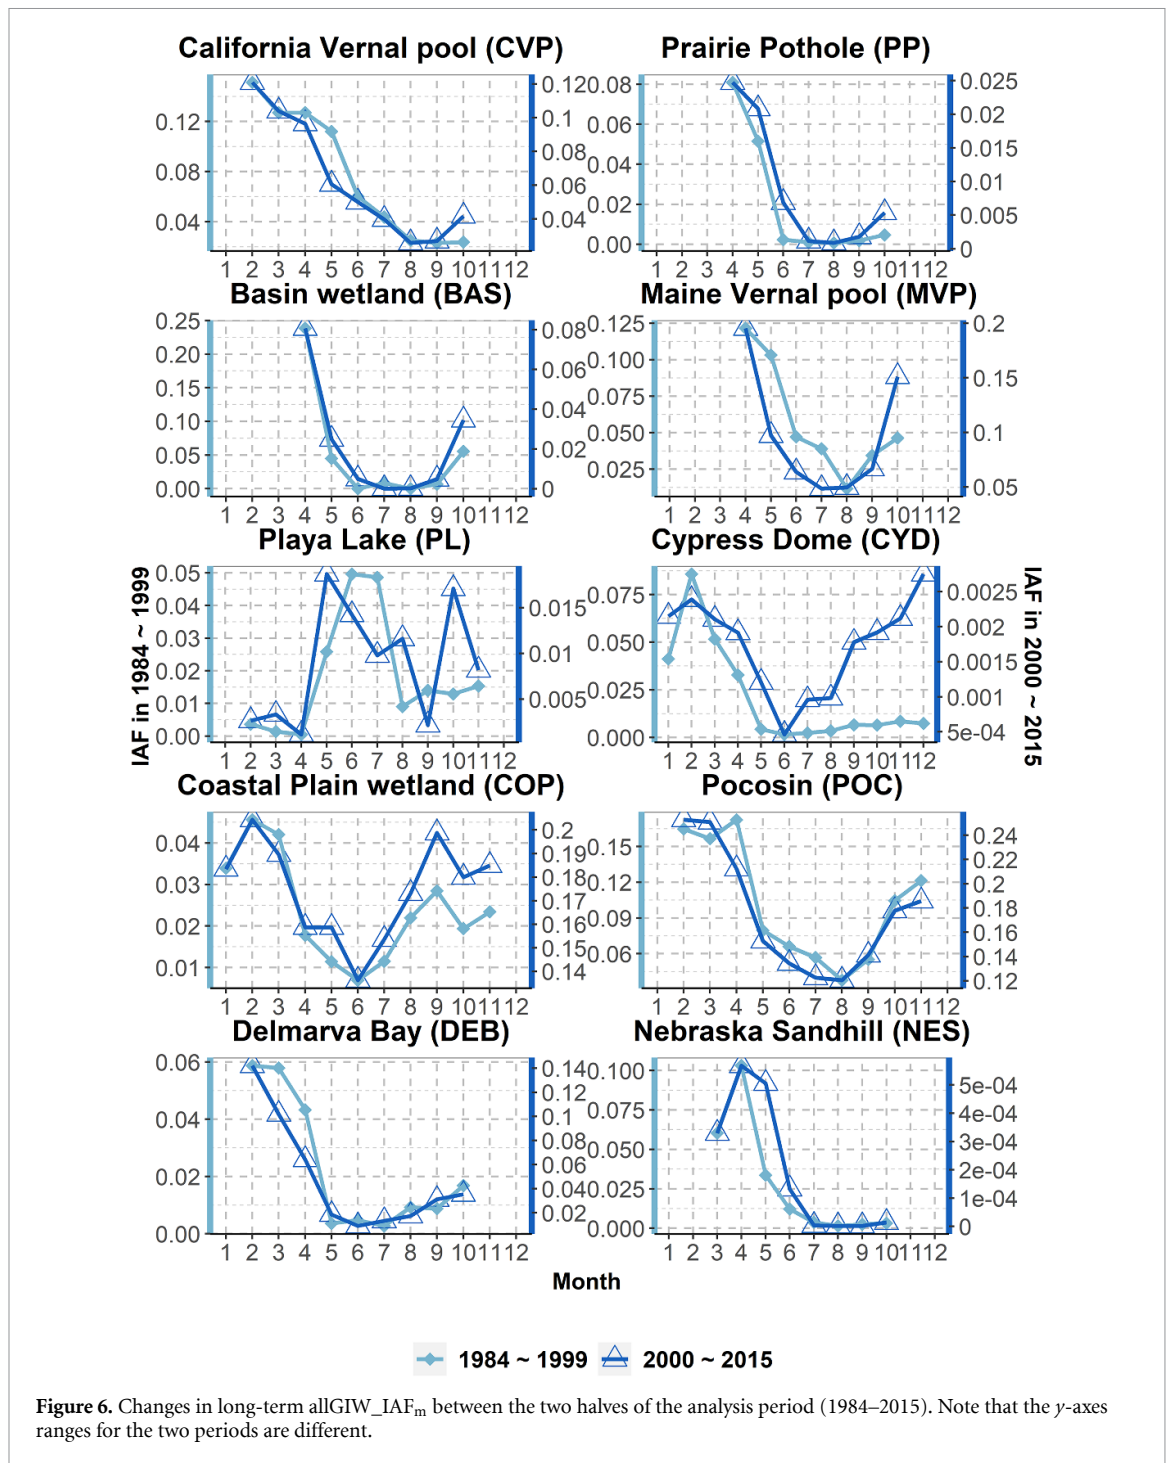 California Vernal pool (CVP)
Prairie Pothole (PP)
0.12
0.08
0.04
0.120
0.1
0.080
0.060
0.04
0.08
0.06
0.04
0.02
0.00
0.025
0.02
0.015
0.01
0.005
0
1 2 3 4 5 6 7 8 9 10 11 12
1 2 3 4 5 6 7 8 9 10 11 12
Basin wetland (BAS)
Maine Vernal pool (MVP)
0.25
0.20
0.15
0.10
0.05
0.00
0.08
0.06
0.04
0.02
0
0.125
0.100
0.075
0.050
0.025
0.2
0.15
0.1
0.05
1 2 3 4 5 6 7 8 9 10 11 12
1 2 3 4 5 6 7 8 9 10 11 12
Playa Lake (PL)
Cypress Dome (CYD)
IAF in 1984 ~ 1999
0.05
0.04
0.03
0.02
0.01
0.00
0.015
0.01
0.005
0.075
0.050
0.025
0.000
0.0025
0.002
0.0015
0.001
5e-04
IAF in 2000 ~ 2015
1 2 3 4 5 6 7 8 9 10 11 12
1 2 3 4 5 6 7 8 9 10 11 12
Coastal Plain wetland (COP)
Pocosin (POC)
0.04
0.03
0.02
0.01
0.2
0.19
0.18
0.17
0.16
0.15
0.14
0.15
0.12
0.09
0.06
0.24
0.22
0.2
0.18
0.16
0.14
0.12
1 2 3 4 5 6 7 8 9 10 11 12
1 2 3 4 5 6 7 8 9 10 11 12
Delmarva Bay (DEB)
Nebraska Sandhill (NES)
0.06
0.04
0.02
0.00
0.14
0.12
0.1
0.08
0.06
0.04
0.02
0.100
0.075
0.050
0.025
0.000
5e-04
4e-04
3e-04
2e-04
1e-04
0
1 2 3 4 5 6 7 8 9 10 11 12
1 2 3 4 5 6 7 8 9 10 11 12
Month
1984 ~ 1999 2000 ~ 2015
Figure 6. Changes in long-term allGIW_IAFm between the two halves of the analysis period (1984–2015). Note that the y-axes
ranges for the two periods are different.